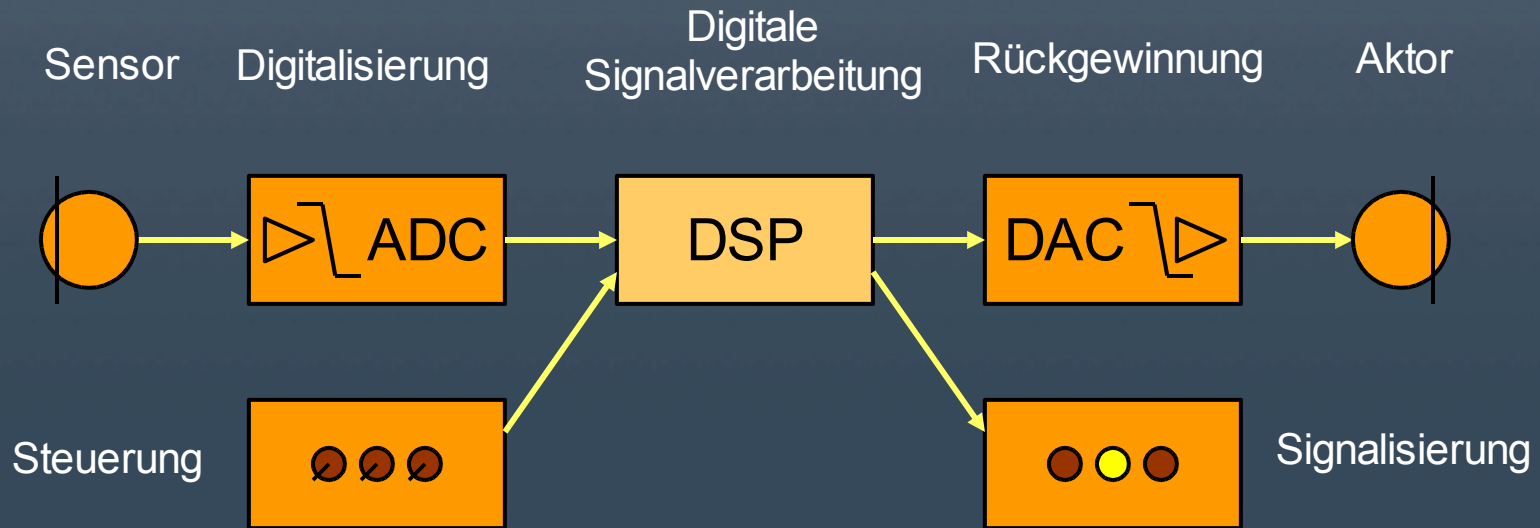 Sensor
Digitalisierung
Digitale
Signalverarbeitung
Rückgewinnung
Aktor
ADC
DSP
DAC
Steuerung
Signalisierung